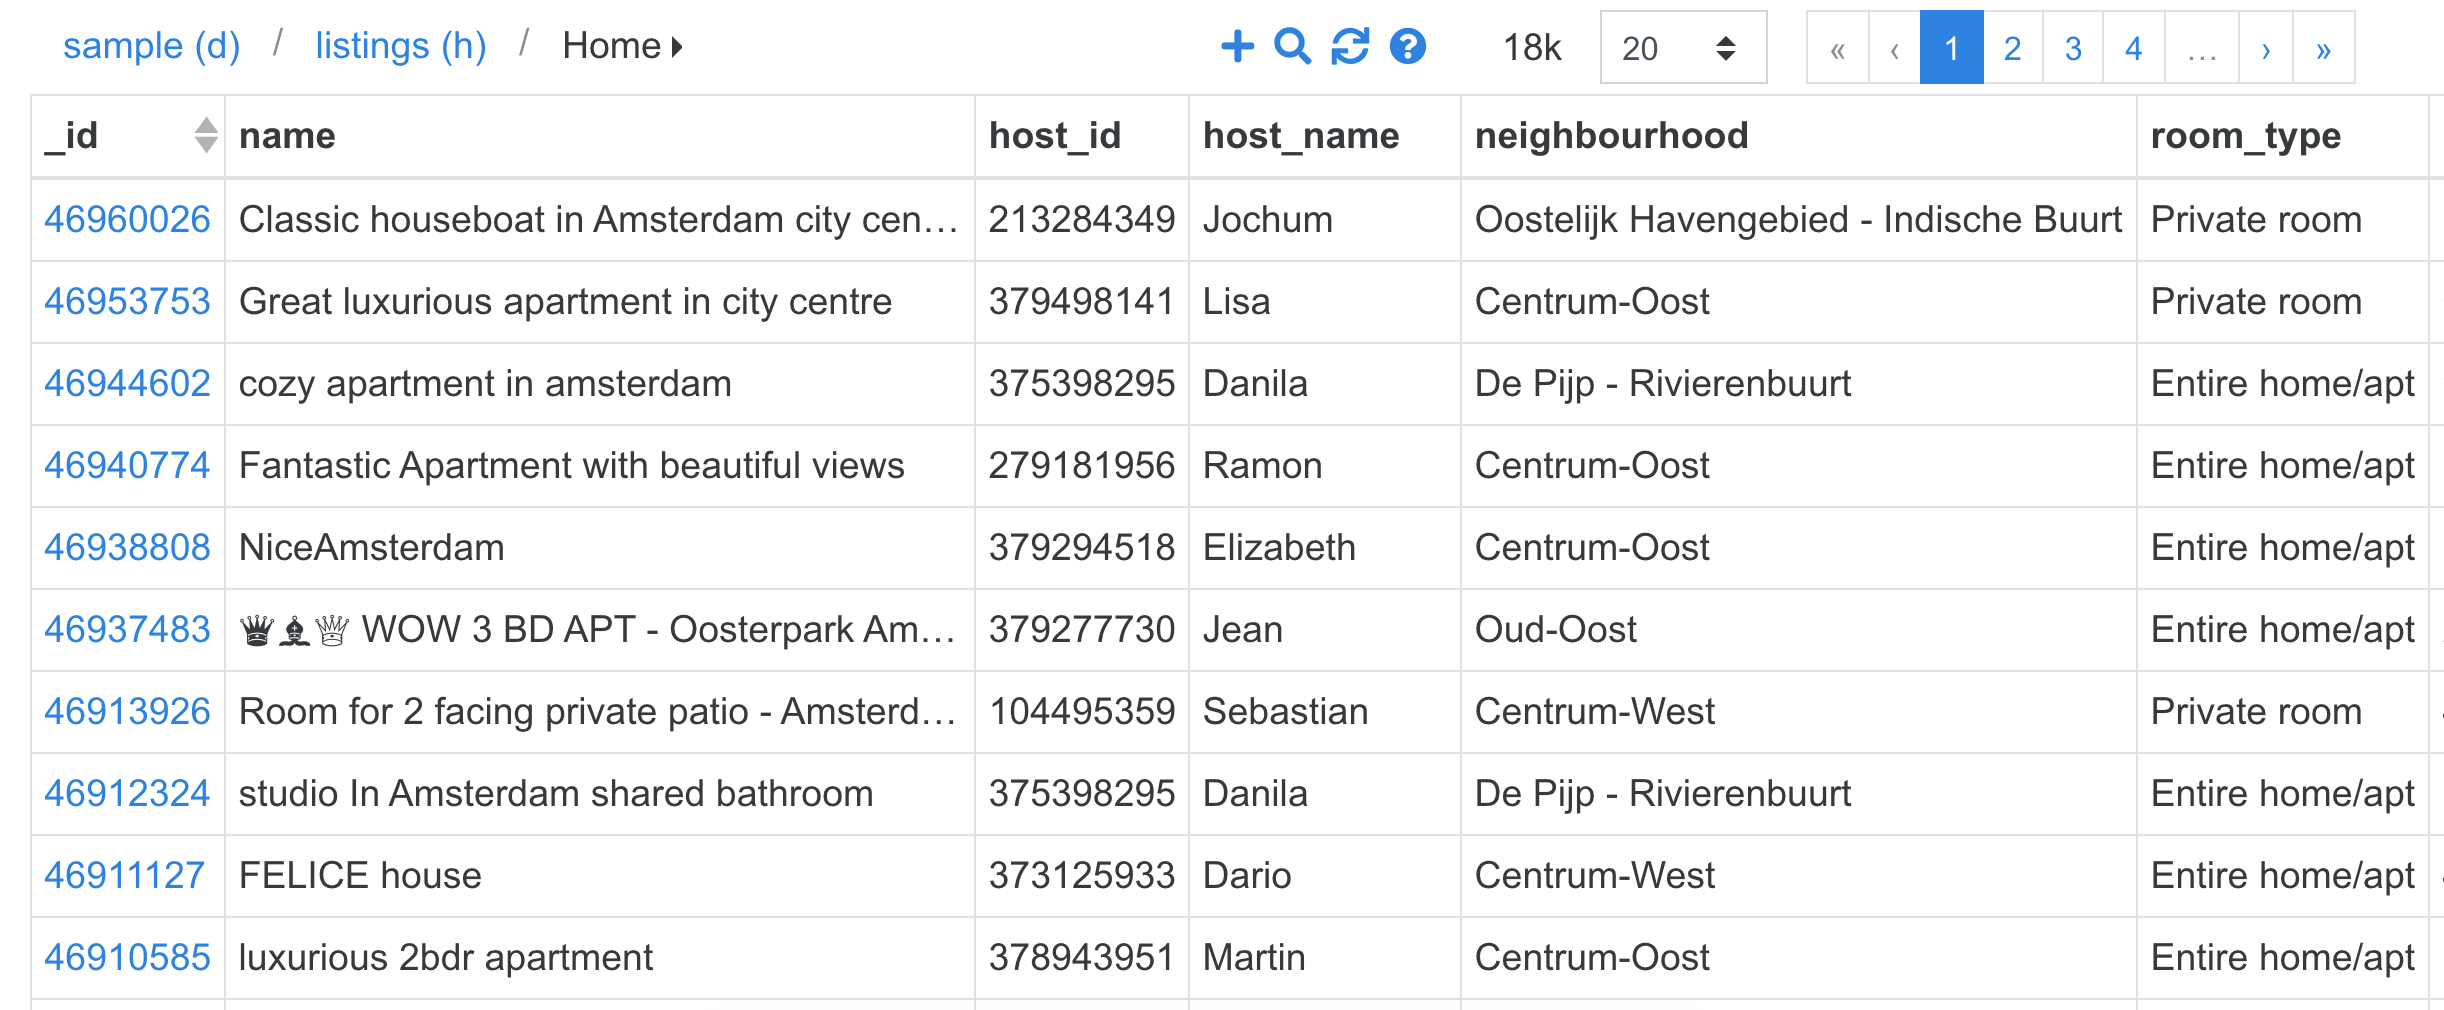 sample (d) / listings (h) / Home 18k 20 « ‹ 1 2 3 4 … › »
_id name host_id host_name neighbourhood room_type
46960026 Classic houseboat in Amsterdam city cen… 213284349 Jochum Oostelijk Havengebied - Indische Buurt Private room
46953753 Great luxurious apartment in city centre 379498141 Lisa Centrum-Oost Private room
46944602 cozy apartment in amsterdam 375398295 Danila De Pijp - Rivierenbuurt Entire home/apt
46940774 Fantastic Apartment with beautiful views 279181956 Ramon Centrum-Oost Entire home/apt
46938808 NiceAmsterdam 379294518 Elizabeth Centrum-Oost Entire home/apt
46937483 ♛♝♕ WOW 3 BD APT - Oosterpark Am… 379277730 Jean Oud-Oost Entire home/apt
46913926 Room for 2 facing private patio - Amsterd… 104495359 Sebastian Centrum-West Private room
46912324 studio In Amsterdam shared bathroom 375398295 Danila De Pijp - Rivierenbuurt Entire home/apt
46911127 FELICE house 373125933 Dario Centrum-West Entire home/apt
46910585 luxurious 2bdr apartment 378943951 Martin Centrum-Oost Entire home/apt